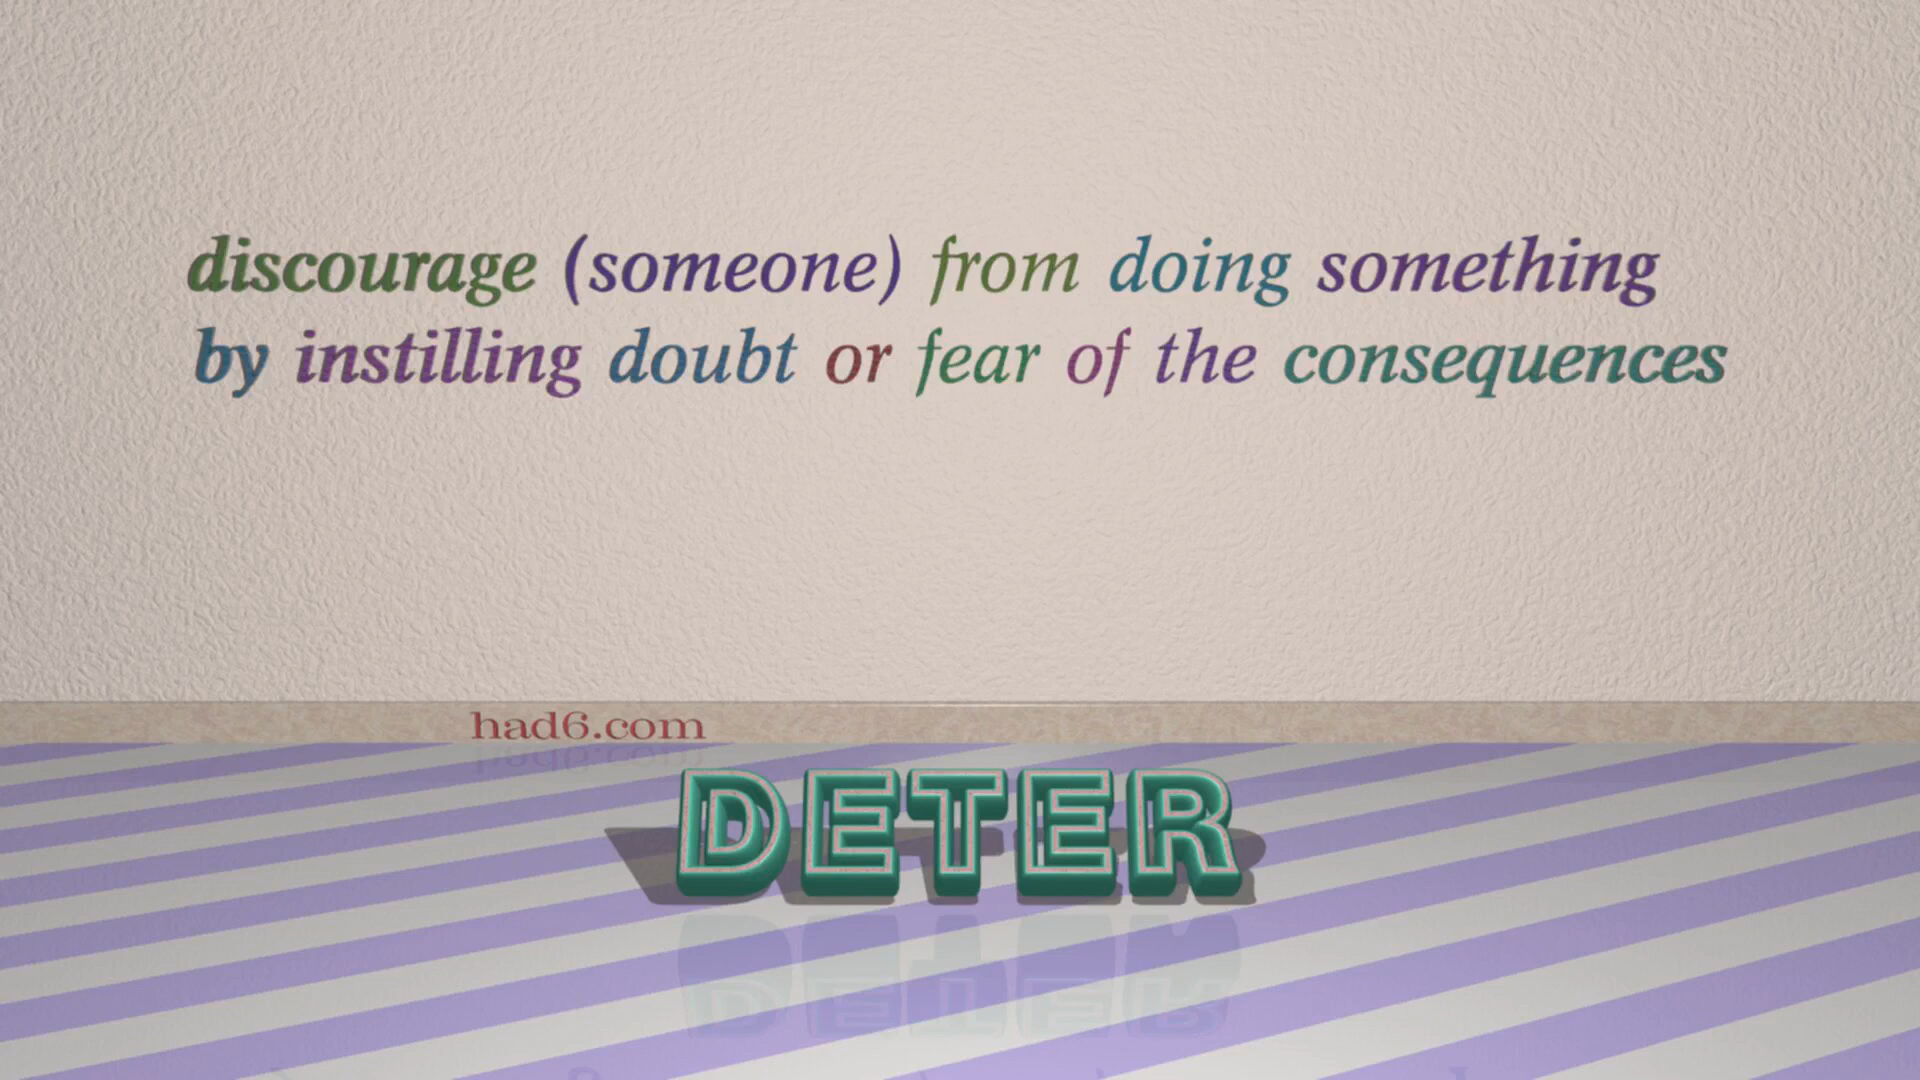 discourage (someone) from doing something
by instilling doubt or fear of the consequences
had6.com
DETER